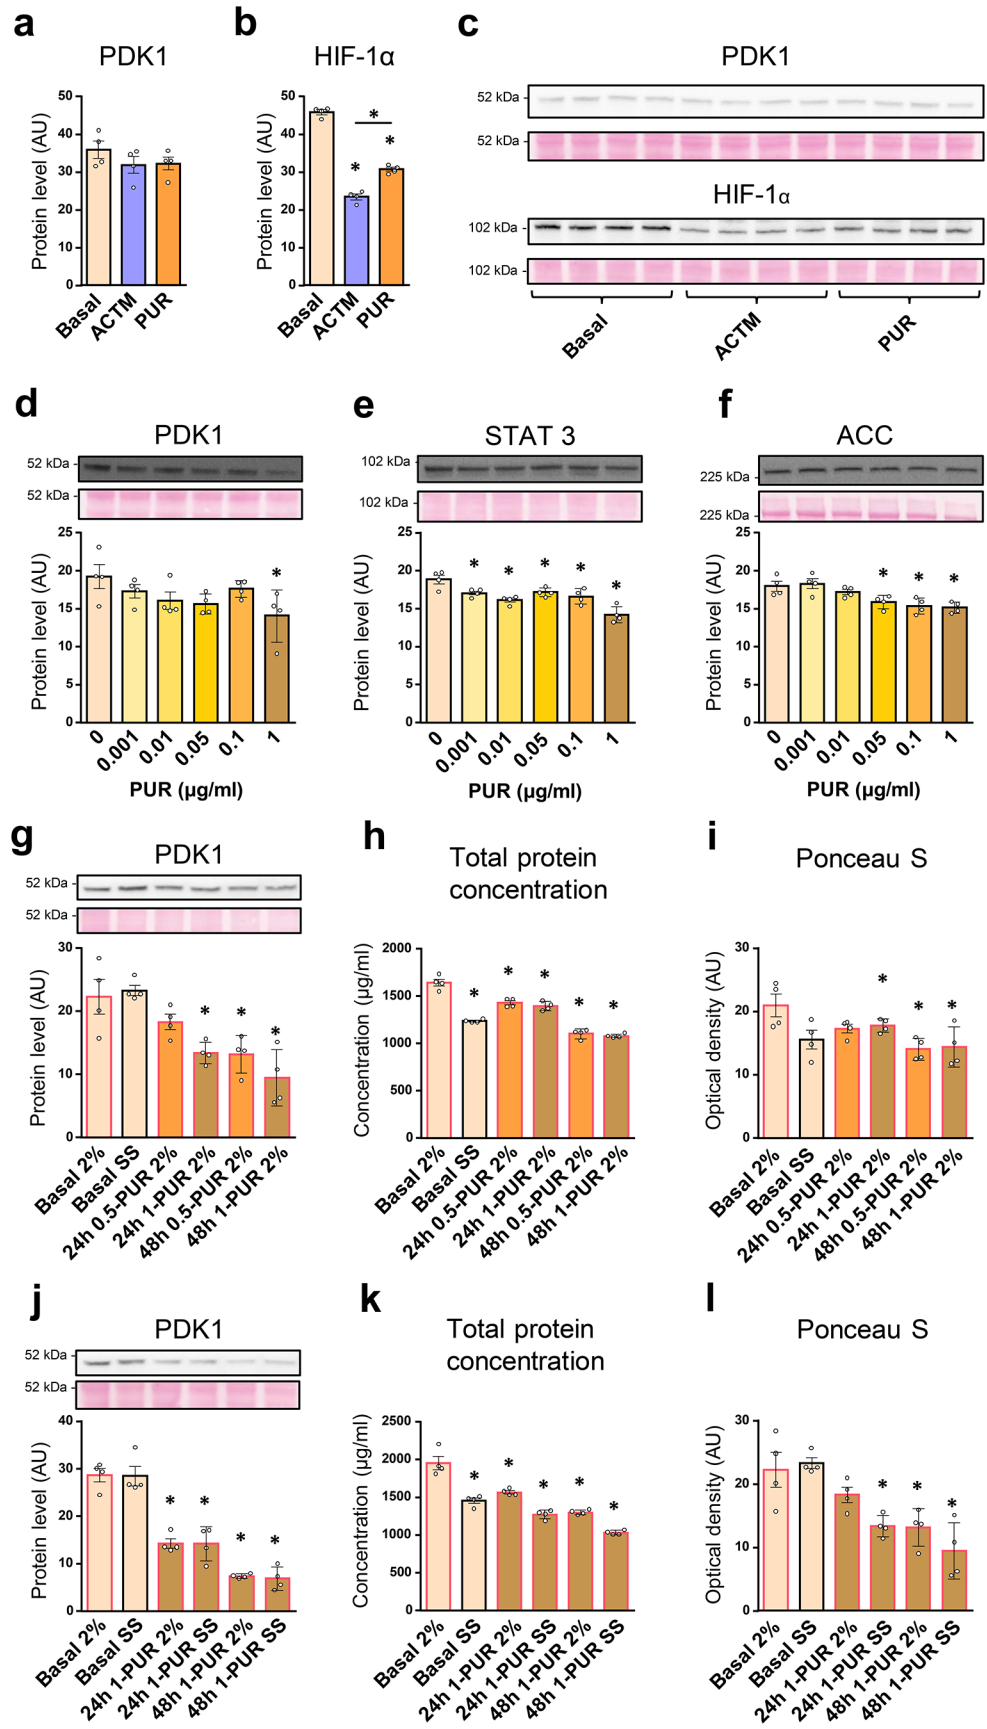 a
PDK1
Protein level (AU)
50
40
30
20
10
0
Basal
ACTM
PUR
b
HIF-1α
Protein level (AU)
50
40
30
20
10
0
*
*
*
Basal
ACTM
PUR
c
PDK1
52 kDa
52 kDa
HIF-1α
102 kDa
102 kDa
Basal
ACTM
PUR
d
PDK1
52 kDa
52 kDa
Protein level (AU)
25
20
15
10
5
0
*
0
0.001
0.01
0.05
0.1
1
PUR (µg/ml)
e
STAT 3
102 kDa
102 kDa
Protein level (AU)
25
20
15
10
5
0
* * * * *
0
0.001
0.01
0.05
0.1
1
PUR (µg/ml)
f
ACC
225 kDa
225 kDa
Protein level (AU)
25
20
15
10
5
0
* * *
0
0.001
0.01
0.05
0.1
1
PUR (µg/ml)
g
PDK1
52 kDa
52 kDa
Protein level (AU)
30
20
10
0
* * *
Basal 2%
Basal SS
24h 0.5-PUR 2%
24h 1-PUR 2%
48h 0.5-PUR 2%
48h 1-PUR 2%
h
Total protein
concentration
Concentration (µg/ml)
2000
1500
1000
500
0
* * * * *
Basal 2%
Basal SS
24h 0.5-PUR 2%
24h 1-PUR 2%
48h 0.5-PUR 2%
48h 1-PUR 2%
i
Ponceau S
Optical density (AU)
30
20
10
0
* * *
Basal 2%
Basal SS
24h 0.5-PUR 2%
24h 1-PUR 2%
48h 0.5-PUR 2%
48h 1-PUR 2%
j
PDK1
52 kDa
52 kDa
Protein level (AU)
40
30
20
10
0
* * * *
Basal 2%
Basal SS
24h 1-PUR 2%
24h 1-PUR SS
48h 1-PUR 2%
48h 1-PUR SS
k
Total protein
concentration
Concentration (µg/ml)
2500
2000
1500
1000
500
0
* * * * *
Basal 2%
Basal SS
24h 1-PUR 2%
24h 1-PUR SS
48h 1-PUR 2%
48h 1-PUR SS
l
Ponceau S
Optical density (AU)
30
20
10
0
* * *
Basal 2%
Basal SS
24h 1-PUR 2%
24h 1-PUR SS
48h 1-PUR 2%
48h 1-PUR SS